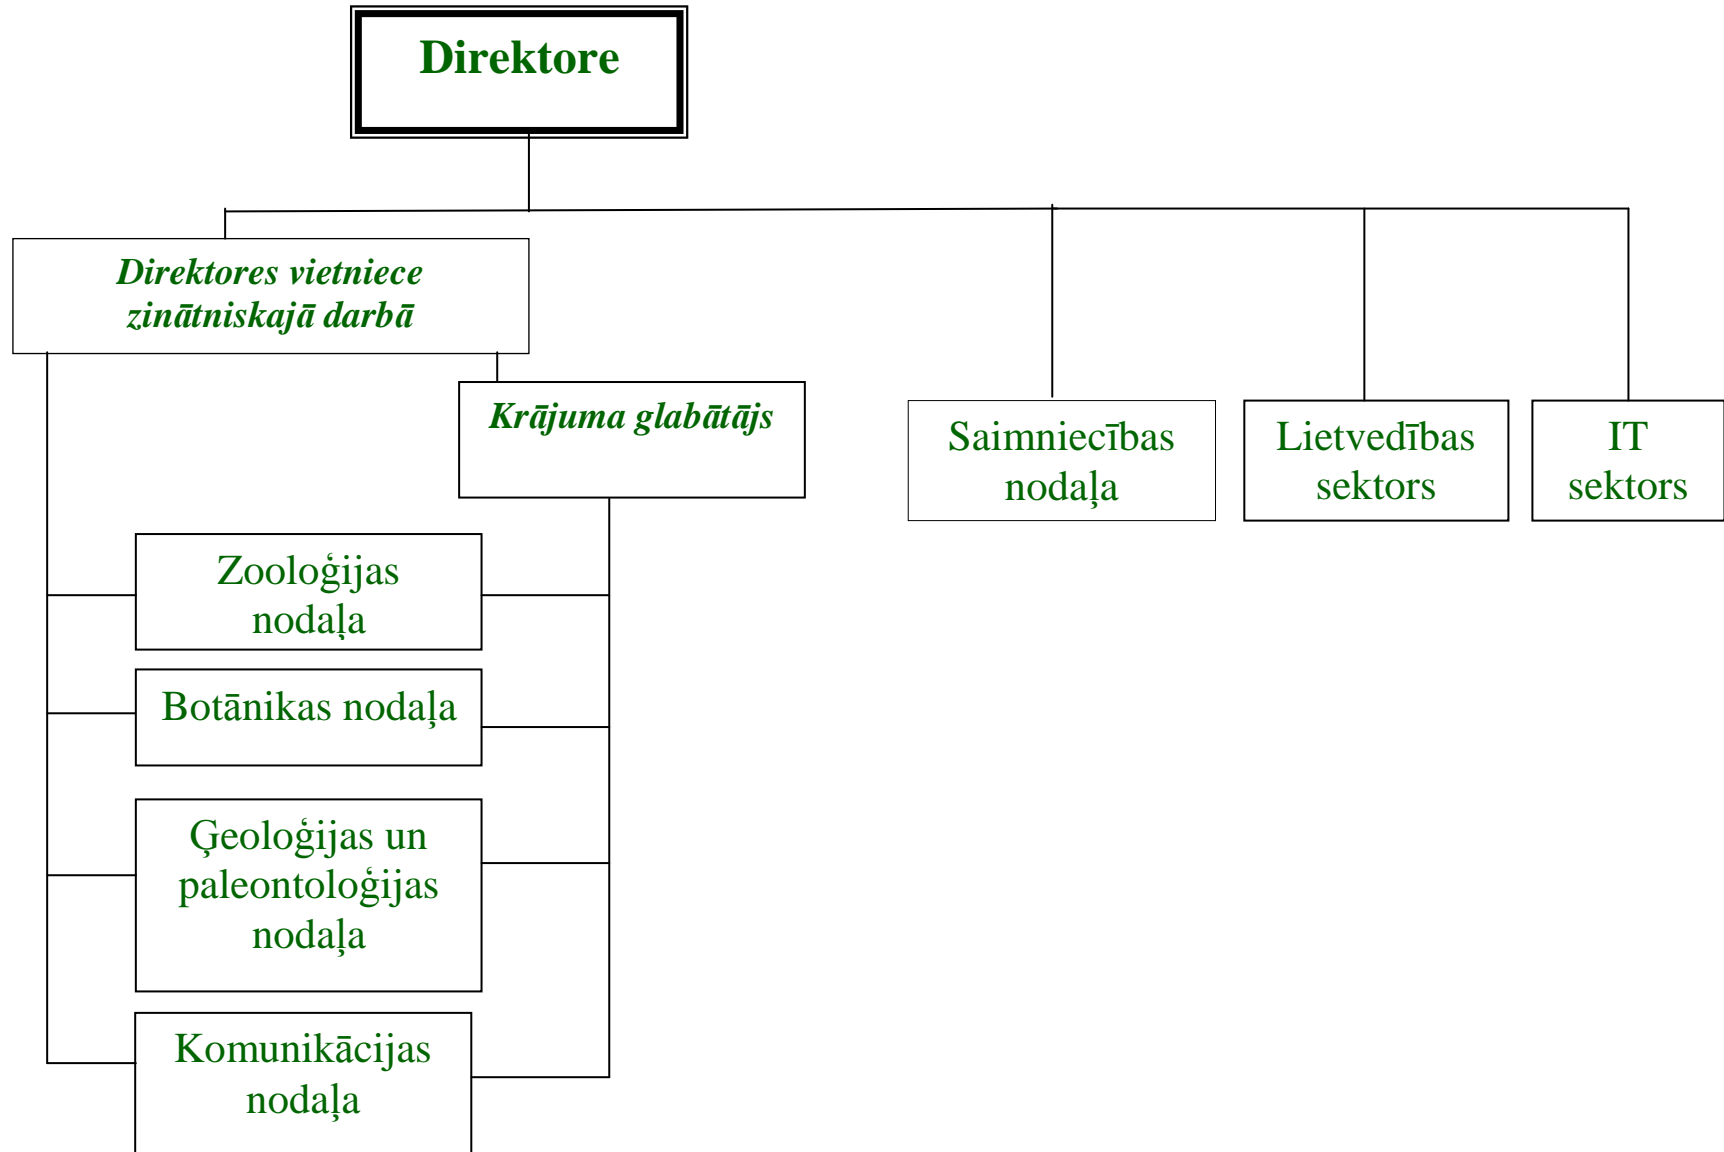 Direktore
Direktores vietniece
zinātniskajā darbā
Krājuma glabātājs
Saimniecības
nodaļa
Lietvedības
sektors
IT
sektors
Zooloģijas
nodaļa
Botānikas nodaļa
Ģeoloģijas un
paleontoloģijas
nodaļa
Komunikācijas
nodaļa